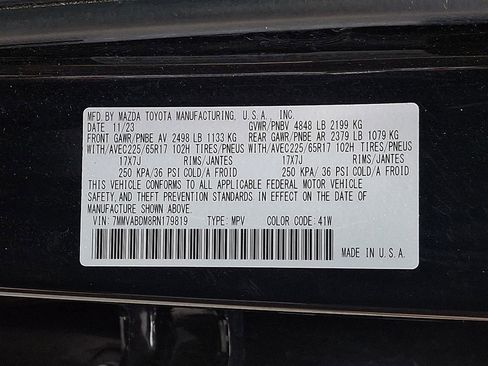 MFD. BY MAZDA TOYOTA MANUFACTURING, U.S.A., INC.
DATE 11/23 GVWR/PNBV 4848 LB 2199 KG
FRONT GAWR/PNBE AV 2498 LB 1133 KG REAR GAWR/PNBE AR 2379 LB 1079 KG
WITH/AVEC225/65R17 102H TIRES/PNEUS WITH/AVEC225/65R17 102H TIRES/PNEUS
17X7J RIMS/JANTES 17X7J RIMS/JANTES
250 KPA/36 PSI COLD/A FROID 250 KPA/36 PSI COLD/A FROID
THIS VEHICLE CONFORMS TO ALL APPLICABLE FEDERAL MOTOR VEHICLE
SAFETY, AND THEFT PREVENTION STANDARDS IN EFFECT ON THE DATE OF
MANUFACTURE SHOWN ABOVE.
VIN: 7MMVABDM8RN179819 TYPE: MPV COLOR CODE: 41W
MADE IN U.S.A.